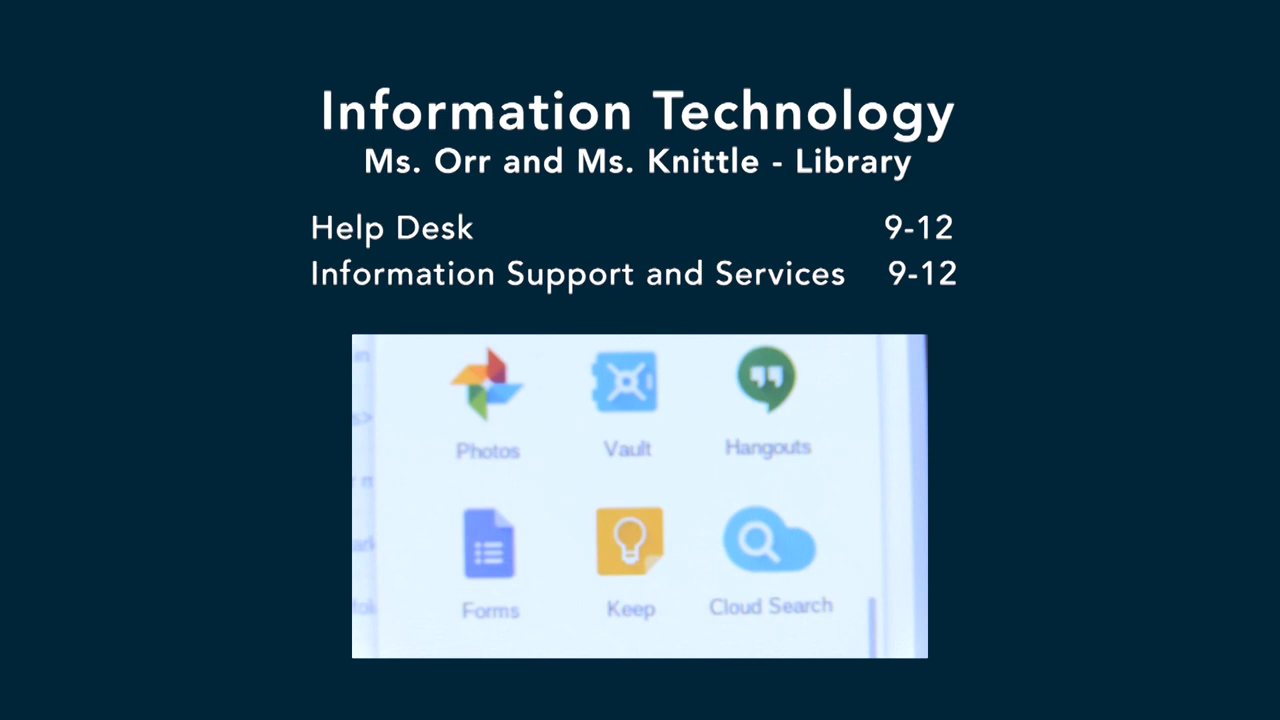 Information Technology
Ms. Orr and Ms. Knittle - Library
Help Desk 9-12
Information Support and Services 9-12
Photos Vault Hangouts
Forms Keep Cloud Search